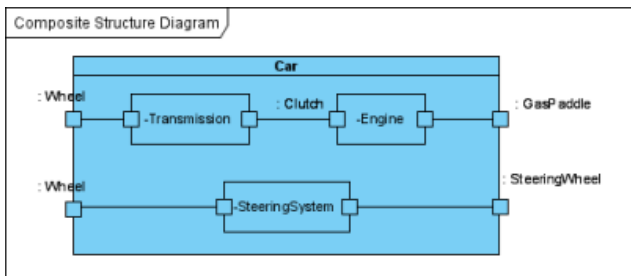 Composite Structure Diagram
Car
: Wheel
-Transmission
: Clutch
-Engine
: GasPaddle
: Wheel
-SteeringSystem
: SteeringWheel